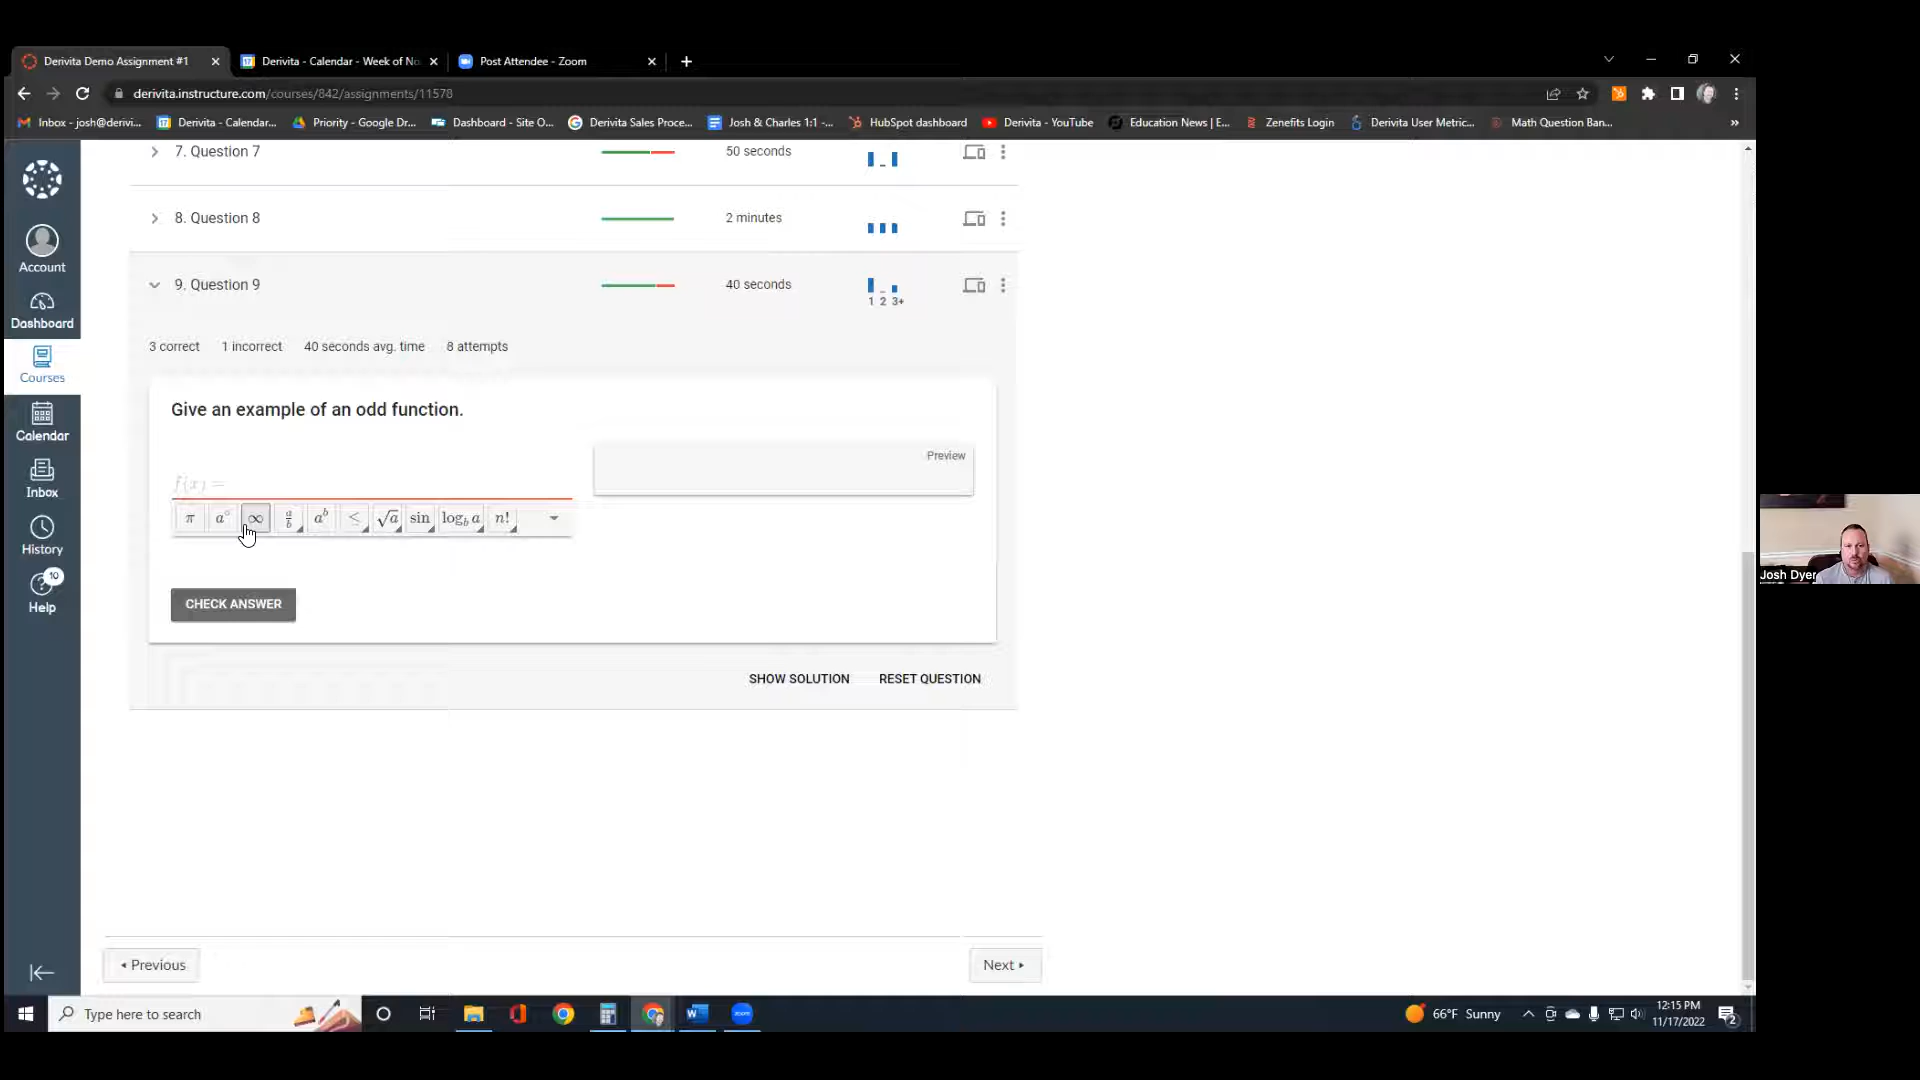 Derivita Demo Assignment #1
Derivita - Calendar - Week of No
Post Attendee - Zoom
derivita.instructure.com/courses/842/assignments/11578
Inbox - josh@derivi...
Derivita - Calendar...
Priority - Google Dr...
Dashboard - Site O...
Derivita Sales Proce...
Josh & Charles 1:1 -...
HubSpot dashboard
Derivita - YouTube
Education News | E...
Zenefits Login
Derivita User Metric...
Math Question Ban...
»
Account
Dashboard
Courses
Calendar
Inbox
History
10
Help
7. Question 7
50 seconds
8. Question 8
2 minutes
9. Question 9
40 seconds
1 2 3+
3 correct 1 incorrect 40 seconds avg. time 8 attempts
Give an example of an odd function.
Preview
f(x) =
π a° ∞ a/b a^b ≤ √a sin log_b a n!
CHECK ANSWER
SHOW SOLUTION RESET QUESTION
Previous
Next
Josh Dyer
Type here to search
66°F Sunny
12:15 PM
11/17/2022
2